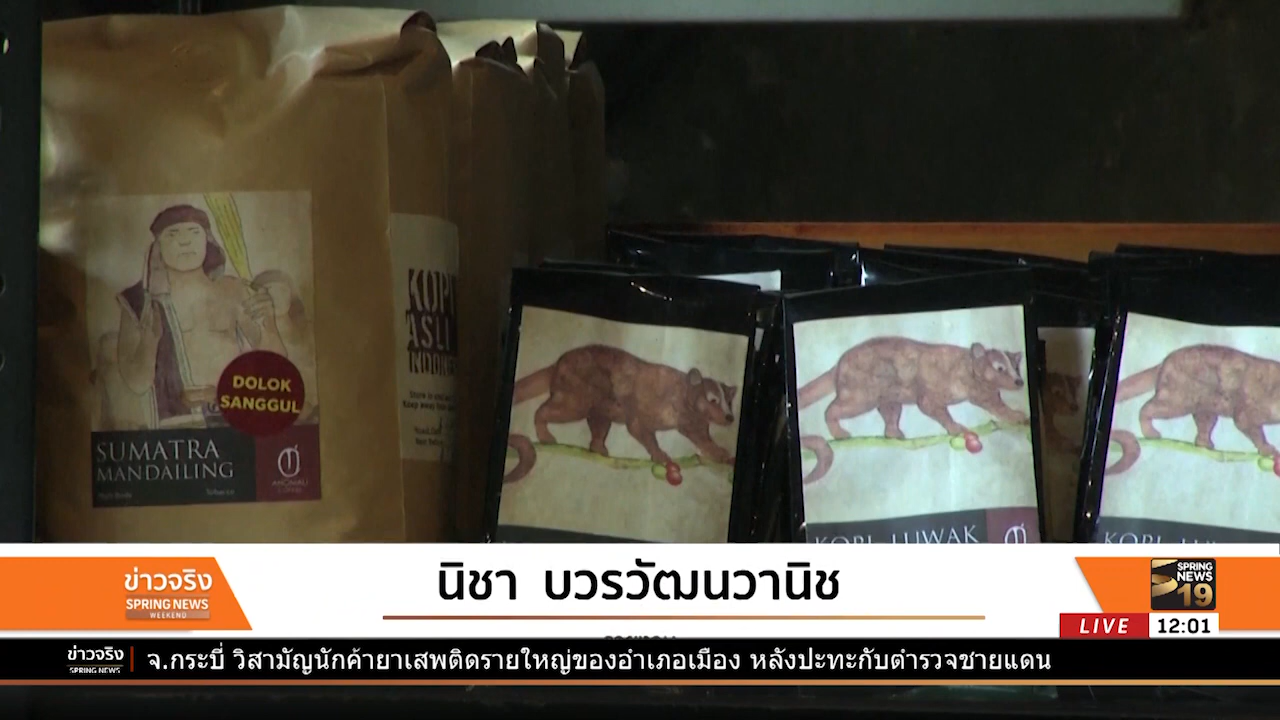 DOLOK
SANGGUL
SUMATRA
MANDAILING
ANOMALI
KOPI
ASLI
INDONE
KOPI LUWAK
KOPI LU
นิชา บวรวัฒนวานิช
ข่าวจริง
SPRING NEWS
WEEKEND
SPRING
NEWS
19
LIVE 12:01
ข่าวจริง
SPRING NEWS
จ.กระบี่ วิสามัญนักค้ายาเสพติดรายใหญ่ของอำเภอเมือง หลังปะทะกับตำรวจชายแดน